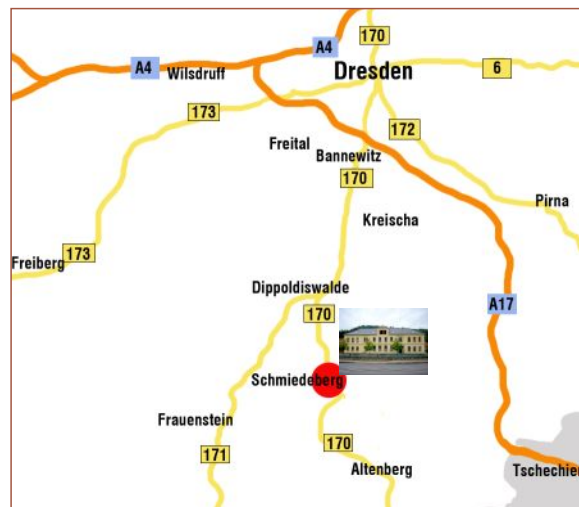 170
A4
A4
Wilsdruff
Dresden
6
173
172
Freital
Bannewitz
170
Pirna
Kreischa
173
Freiberg
Dippoldiswalde
170
A17
Schmiedeberg
Frauenstein
170
171
Altenberg
Tschechien